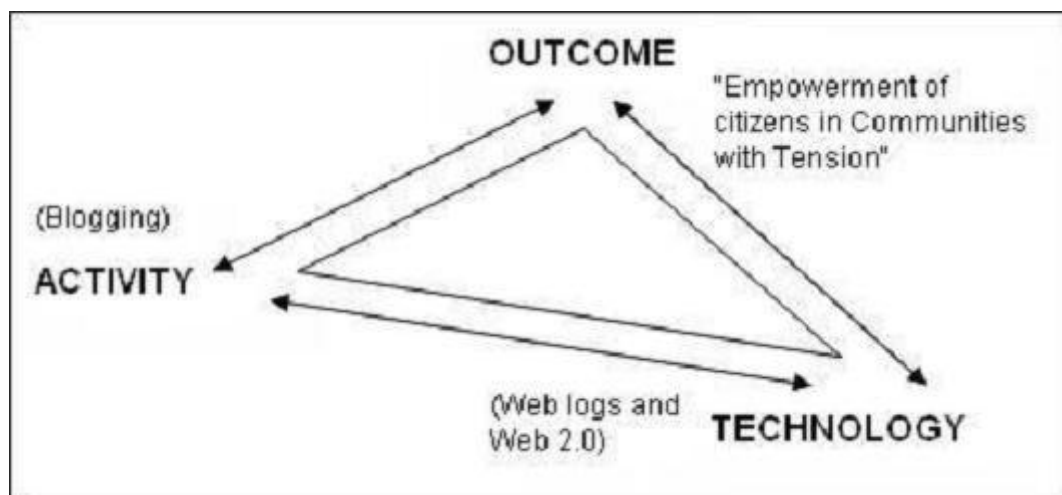 OUTCOME
"Empowerment of
citizens in Communities
with Tension"
(Blogging)
ACTIVITY
(Web logs and
Web 2.0)
TECHNOLOGY